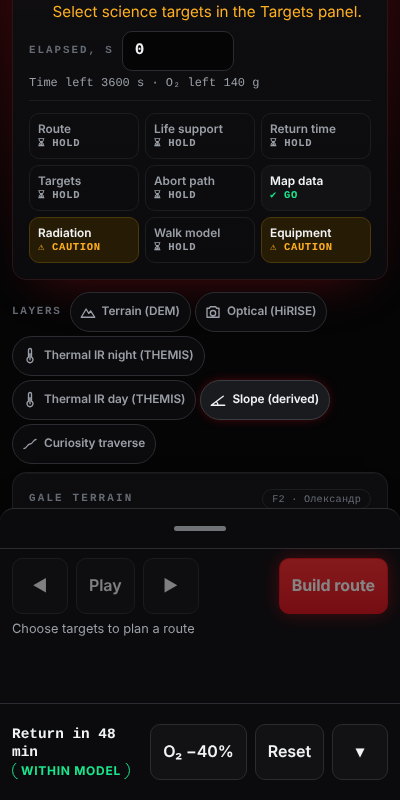 Select science targets in the Targets panel.
ELAPSED, S 0
Time left 3600 s · O₂ left 140 g
Route
⌛ HOLD
Life support
⌛ HOLD
Return time
⌛ HOLD
Targets
⌛ HOLD
Abort path
⌛ HOLD
Map data
✓ GO
Radiation
⚠ CAUTION
Walk model
⌛ HOLD
Equipment
⚠ CAUTION
LAYERS Terrain (DEM) Optical (HiRISE)
Thermal IR night (THEMIS)
Thermal IR day (THEMIS) Slope (derived)
Curiosity traverse
GALE TERRAIN F2 · Олександр
◀ Play ▶ Build route
Choose targets to plan a route
Return in 48
min
( WITHIN MODEL )
O₂ −40% Reset ▼